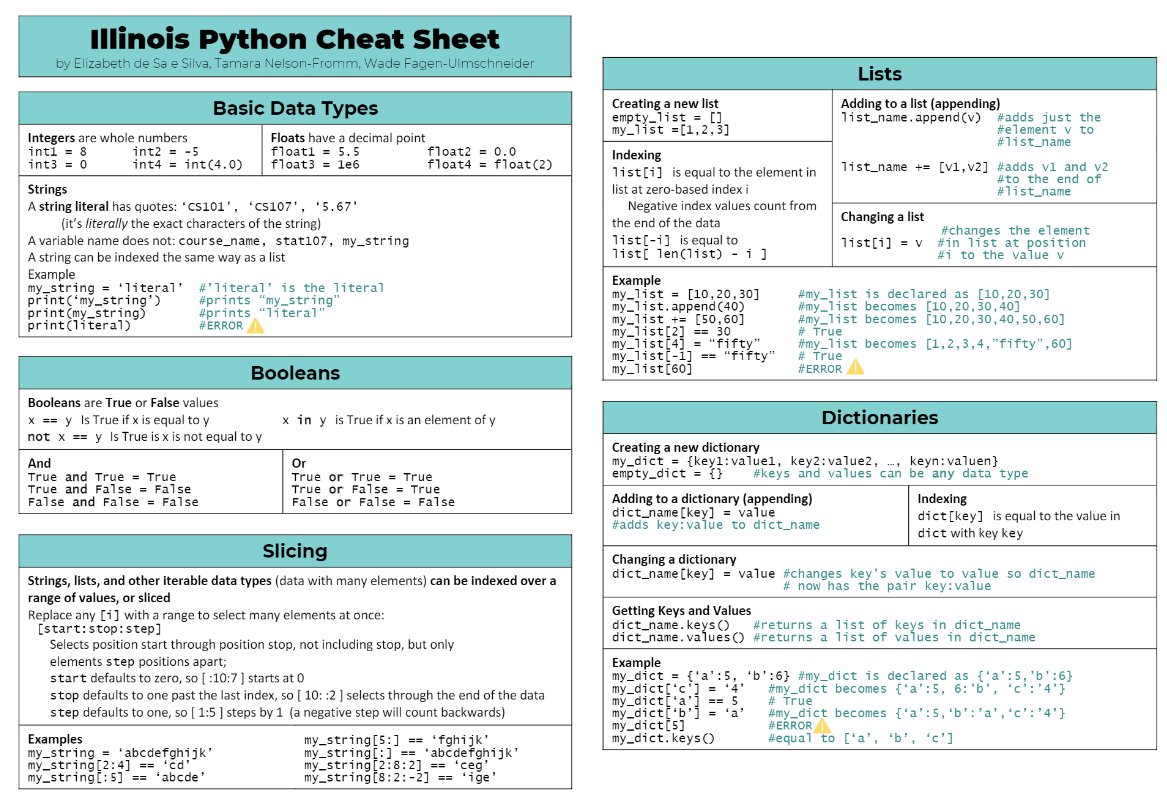 Illinois Python Cheat Sheet
by Elizabeth de Sa e Silva, Tamara Nelson-Fromm, Wade Fagen-Ulmschneider
Basic Data Types
Integers are whole numbers
int1 = 8 int2 = -5
int3 = 0 int4 = int(4.0)
Floats have a decimal point
float1 = 5.5 float2 = 0.0
float3 = 1e6 float4 = float(2)
Strings
A string literal has quotes: ‘CS101’, ‘CS107’, ‘5.67’
(it’s literally the exact characters of the string)
A variable name does not: course_name, stat107, my_string
A string can be indexed the same way as a list
Example
my_string = ‘literal’ #’literal’ is the literal
print(‘my_string’) #prints “my_string”
print(my_string) #prints “literal”
print(literal) #ERROR
Booleans
Booleans are True or False values
x == y Is True if x is equal to y x in y is True if x is an element of y
not x == y Is True is x is not equal to y
And
True and True = True
True and False = False
False and False = False
Or
True or True = True
True or False = True
False or False = False
Slicing
Strings, lists, and other iterable data types (data with many elements) can be indexed over a
range of values, or sliced
Replace any [i] with a range to select many elements at once:
[start:stop:step]
Selects position start through position stop, not including stop, but only
elements step positions apart;
start defaults to zero, so [ :10:7 ] starts at 0
stop defaults to one past the last index, so [ 10: :2 ] selects through the end of the data
step defaults to one, so [ 1:5 ] steps by 1 (a negative step will count backwards)
Examples
my_string = ‘abcdefghijk’
my_string[2:4] == ‘cd’
my_string[:5] == ‘abcde’
my_string[5:] == ‘fghijk’
my_string[:] == ‘abcdefghijk’
my_string[2:8:2] == ‘ceg’
my_string[8:2:-2] == ‘ige’
Lists
Creating a new list
empty_list = []
my_list =[1,2,3]
Indexing
list[i] is equal to the element in
list at zero-based index i
Negative index values count from
the end of the data
list[-i] is equal to
list[ len(list) – i ]
Adding to a list (appending)
list_name.append(v) #adds just the
#element v to
#list_name
list_name += [v1,v2] #adds v1 and v2
#to the end of
#list_name
Changing a list
#changes the element
list[i] = v #in list at position
#i to the value v
Example
my_list = [10,20,30] #my_list is declared as [10,20,30]
my_list.append(40) #my_list becomes [10,20,30,40]
my_list += [50,60] #my_list becomes [10,20,30,40,50,60]
my_list[2] == 30 # True
my_list[4] = “fifty” #my_list becomes [1,2,3,4,”fifty”,60]
my_list[-1] == “fifty” # True
my_list[60] #ERROR
Dictionaries
Creating a new dictionary
my_dict = {key1:value1, key2:value2, …, keyn:valuen}
empty_dict = {} #keys and values can be any data type
Adding to a dictionary (appending)
dict_name[key] = value
#adds key:value to dict_name
Indexing
dict[key] is equal to the value in
dict with key key
Changing a dictionary
dict_name[key] = value #changes key’s value to value so dict_name
# now has the pair key:value
Getting Keys and Values
dict_name.keys() #returns a list of keys in dict_name
dict_name.values() #returns a list of values in dict_name
Example
my_dict = {‘a’:5, ‘b’:6} #my_dict is declared as {‘a’:5,’b’:6}
my_dict[‘c’] = ‘4’ #my_dict becomes {‘a’:5, 6:‘b’, ‘c’:‘4’}
my_dict[‘a’] == 5 # True
my_dict[‘b’] = ‘a’ #my_dict becomes {‘a’:5,‘b’:‘a’,‘c’:‘4’}
my_dict[5] #ERROR
my_dict.keys() #equal to [‘a’, ‘b’, ‘c’]